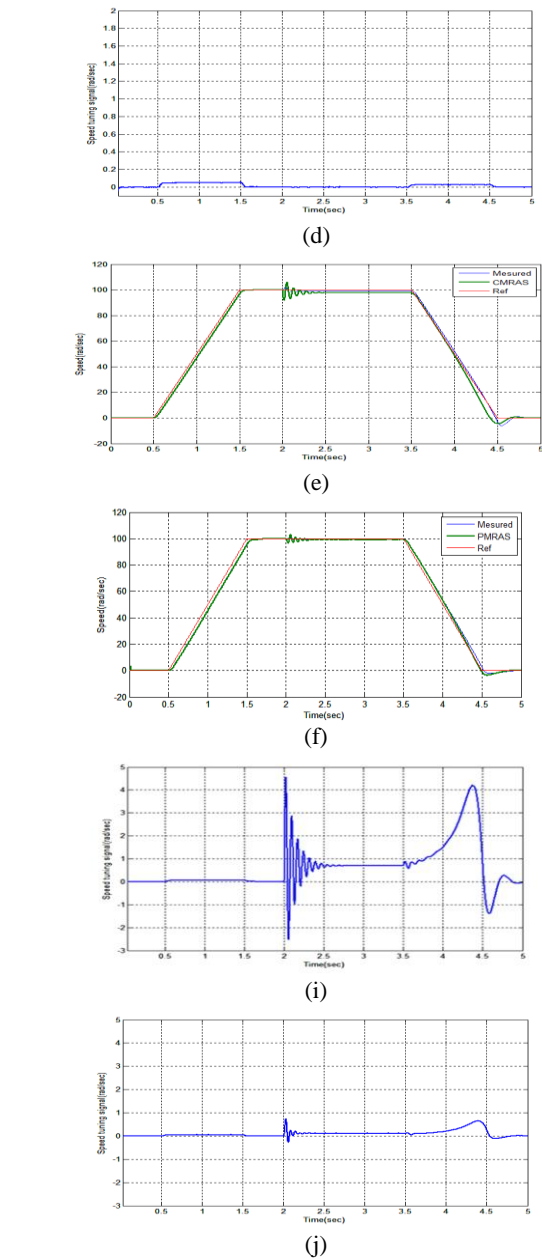 2
1.8
1.6
1.4
1.2
1
0.8
0.6
0.4
0.2
0
Speed tuning signal(rad/sec)
0.5 1 1.5 2 2.5 3 3.5 4 4.5 5
Time(sec)
(d)
120
100
80
60
40
20
0
-20
Speed(rad/sec)
Mesured
CMRAS
Ref
0 0.5 1 1.5 2 2.5 3 3.5 4 4.5 5
Time(sec)
(e)
120
100
80
60
40
20
0
-20
Speed(rad/sec)
Mesured
PMRAS
Ref
0 0.5 1 1.5 2 2.5 3 3.5 4 4.5 5
Time(sec)
(f)
5
4
3
2
1
0
-1
-2
-3
Speed tuning signal(rad/sec)
0.5 1 1.5 2 2.5 3 3.5 4 4.5 5
Time(sec)
(i)
5
4
3
2
1
0
-1
-2
-3
Speed tuning signal(rad/sec)
0.5 1 1.5 2 2.5 3 3.5 4 4.5 5
Time(sec)
(j)